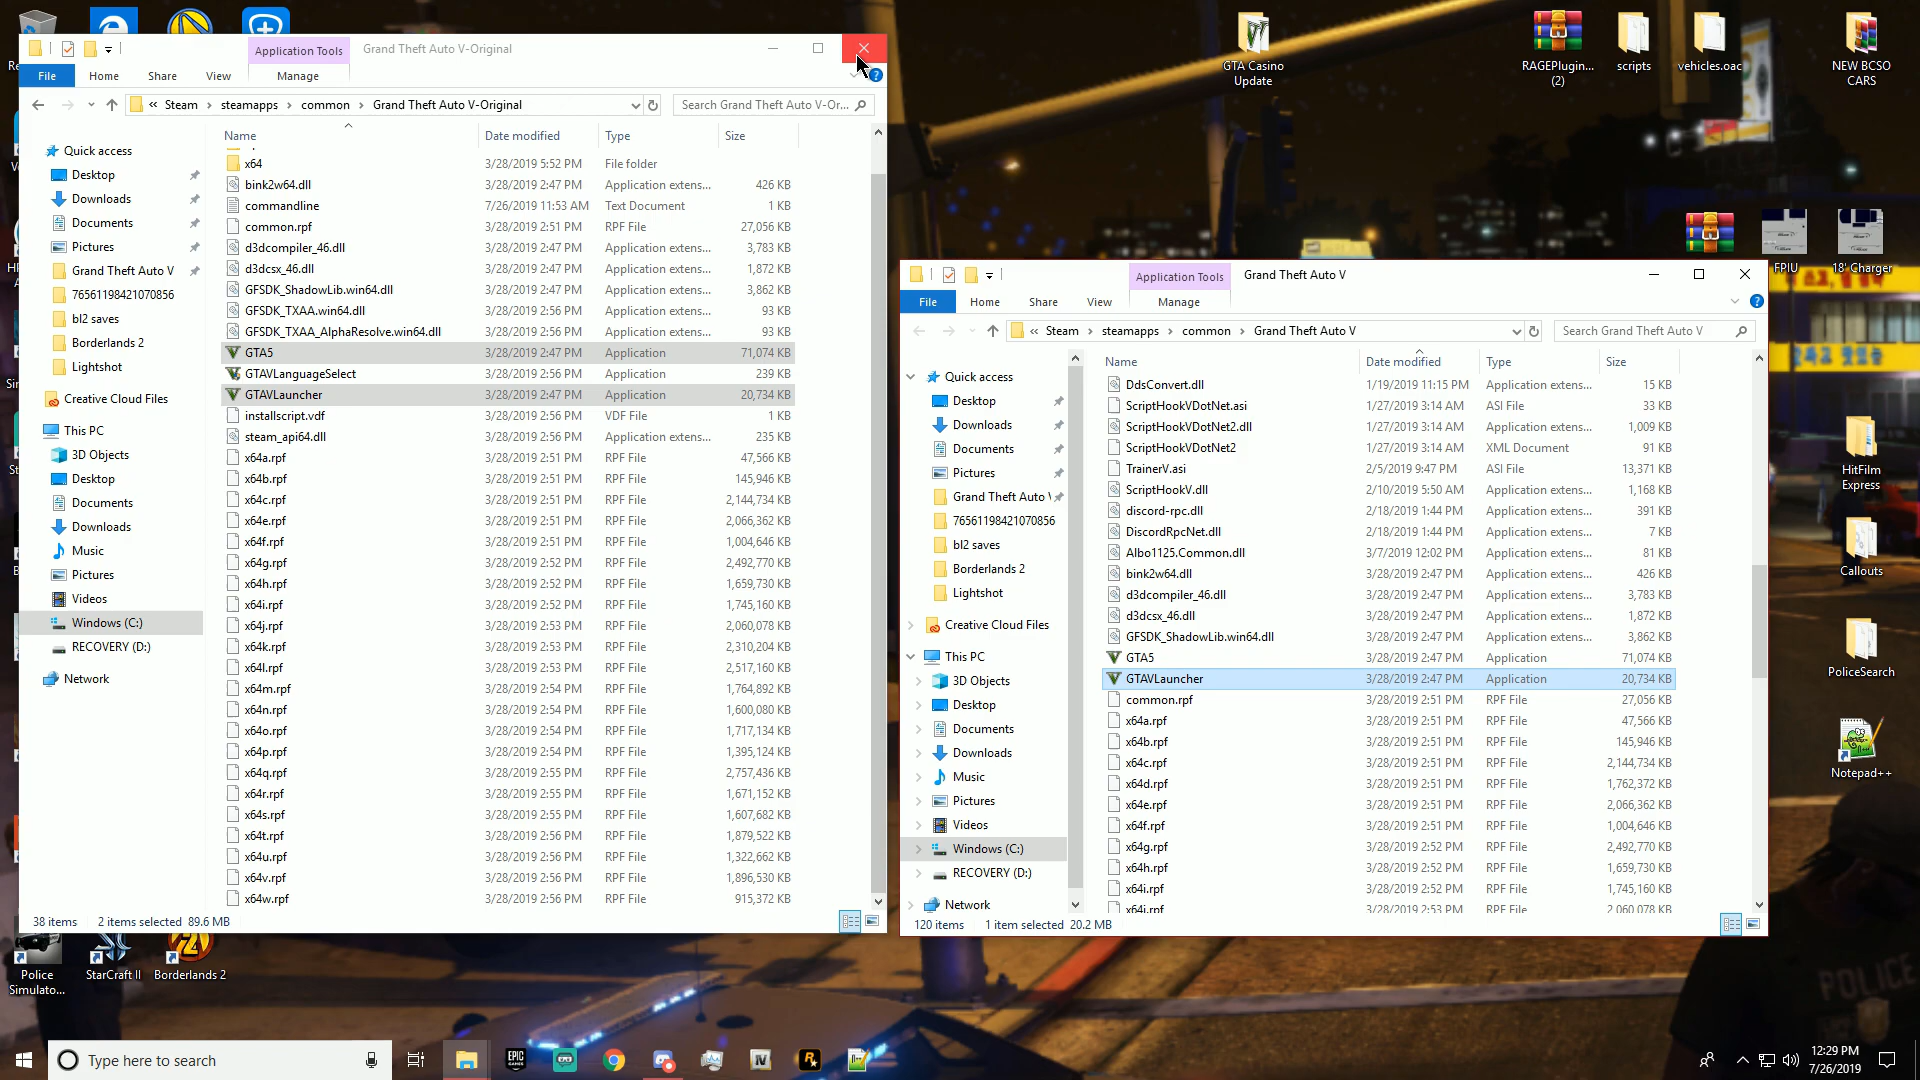 Application Tools
Grand Theft Auto V-Original
File
Home
Share
View
Manage
« Steam > steamapps > common > Grand Theft Auto V-Original
Search Grand Theft Auto V-Or...
Name
Date modified
Type
Size
Quick access
Desktop
Downloads
Documents
Pictures
Grand Theft Auto V
76561198421070856
bl2 saves
Borderlands 2
Lightshot
Creative Cloud Files
This PC
3D Objects
Desktop
Documents
Downloads
Music
Pictures
Videos
Windows (C:)
RECOVERY (D:)
Network
x64 3/28/2019 5:52 PM File folder
bink2w64.dll 3/28/2019 2:47 PM Application extens... 426 KB
commandline 7/26/2019 11:53 AM Text Document 1 KB
common.rpf 3/28/2019 2:51 PM RPF File 27,056 KB
d3dcompiler_46.dll 3/28/2019 2:47 PM Application extens... 3,783 KB
d3dcsx_46.dll 3/28/2019 2:47 PM Application extens... 1,872 KB
GFSDK_ShadowLib.win64.dll 3/28/2019 2:47 PM Application extens... 3,862 KB
GFSDK_TXAA.win64.dll 3/28/2019 2:56 PM Application extens... 93 KB
GFSDK_TXAA_AlphaResolve.win64.dll 3/28/2019 2:56 PM Application extens... 93 KB
GTA5 3/28/2019 2:47 PM Application 71,074 KB
GTAVLanguageSelect 3/28/2019 2:56 PM Application 239 KB
GTAVLauncher 3/28/2019 2:47 PM Application 20,734 KB
installscript.vdf 3/28/2019 2:56 PM VDF File 1 KB
steam_api64.dll 3/28/2019 2:56 PM Application extens... 235 KB
x64a.rpf 3/28/2019 2:51 PM RPF File 47,566 KB
x64b.rpf 3/28/2019 2:51 PM RPF File 145,946 KB
x64c.rpf 3/28/2019 2:51 PM RPF File 2,144,734 KB
x64e.rpf 3/28/2019 2:51 PM RPF File 2,066,362 KB
x64f.rpf 3/28/2019 2:51 PM RPF File 1,004,646 KB
x64g.rpf 3/28/2019 2:52 PM RPF File 2,492,770 KB
x64h.rpf 3/28/2019 2:52 PM RPF File 1,659,730 KB
x64i.rpf 3/28/2019 2:52 PM RPF File 1,745,160 KB
x64j.rpf 3/28/2019 2:53 PM RPF File 2,060,078 KB
x64k.rpf 3/28/2019 2:53 PM RPF File 2,310,204 KB
x64l.rpf 3/28/2019 2:53 PM RPF File 2,517,160 KB
x64m.rpf 3/28/2019 2:54 PM RPF File 1,764,892 KB
x64n.rpf 3/28/2019 2:54 PM RPF File 1,600,080 KB
x64o.rpf 3/28/2019 2:54 PM RPF File 1,717,134 KB
x64p.rpf 3/28/2019 2:54 PM RPF File 1,395,124 KB
x64q.rpf 3/28/2019 2:55 PM RPF File 2,757,436 KB
x64r.rpf 3/28/2019 2:55 PM RPF File 1,671,152 KB
x64s.rpf 3/28/2019 2:55 PM RPF File 1,607,682 KB
x64t.rpf 3/28/2019 2:56 PM RPF File 1,879,522 KB
x64u.rpf 3/28/2019 2:56 PM RPF File 1,322,662 KB
x64v.rpf 3/28/2019 2:56 PM RPF File 1,896,530 KB
x64w.rpf 3/28/2019 2:56 PM RPF File 915,372 KB
38 items 2 items selected 89.6 MB
GTA Casino
Update
RAGEPlugin...
(2)
scripts
vehicles.oac
NEW BCSO
CARS
FPIU
18' Charger
Application Tools
Grand Theft Auto V
File
Home
Share
View
Manage
« Steam > steamapps > common > Grand Theft Auto V
Search Grand Theft Auto V
Name
Date modified
Type
Size
Quick access
Desktop
Downloads
Documents
Pictures
Grand Theft Auto
76561198421070856
bl2 saves
Borderlands 2
Lightshot
Creative Cloud Files
This PC
3D Objects
Desktop
Documents
Downloads
Music
Pictures
Videos
Windows (C:)
RECOVERY (D:)
Network
DdsConvert.dll 1/19/2019 11:15 PM Application extens... 15 KB
ScriptHookVDotNet.asi 1/27/2019 3:14 AM ASI File 33 KB
ScriptHookVDotNet2.dll 1/27/2019 3:14 AM Application extens... 1,009 KB
ScriptHookVDotNet2 1/27/2019 3:14 AM XML Document 91 KB
TrainerV.asi 2/5/2019 9:47 PM ASI File 13,371 KB
ScriptHookV.dll 2/10/2019 5:50 AM Application extens... 1,168 KB
discord-rpc.dll 2/18/2019 1:44 PM Application extens... 391 KB
DiscordRpcNet.dll 2/18/2019 1:44 PM Application extens... 7 KB
Albo1125.Common.dll 3/7/2019 12:02 PM Application extens... 81 KB
bink2w64.dll 3/28/2019 2:47 PM Application extens... 426 KB
d3dcompiler_46.dll 3/28/2019 2:47 PM Application extens... 3,783 KB
d3dcsx_46.dll 3/28/2019 2:47 PM Application extens... 1,872 KB
GFSDK_ShadowLib.win64.dll 3/28/2019 2:47 PM Application extens... 3,862 KB
GTA5 3/28/2019 2:47 PM Application 71,074 KB
GTAVLauncher 3/28/2019 2:47 PM Application 20,734 KB
common.rpf 3/28/2019 2:51 PM RPF File 27,056 KB
x64a.rpf 3/28/2019 2:51 PM RPF File 47,566 KB
x64b.rpf 3/28/2019 2:51 PM RPF File 145,946 KB
x64c.rpf 3/28/2019 2:51 PM RPF File 2,144,734 KB
x64d.rpf 3/28/2019 2:51 PM RPF File 1,762,372 KB
x64e.rpf 3/28/2019 2:51 PM RPF File 2,066,362 KB
x64f.rpf 3/28/2019 2:51 PM RPF File 1,004,646 KB
x64g.rpf 3/28/2019 2:52 PM RPF File 2,492,770 KB
x64h.rpf 3/28/2019 2:52 PM RPF File 1,659,730 KB
x64i.rpf 3/28/2019 2:52 PM RPF File 1,745,160 KB
x64j.rpf 3/28/2019 2:53 PM RPF File 2,060,078 KB
120 items 1 item selected 20.2 MB
HitFilm
Express
Callouts
PoliceSearch
Notepad++
POLICE
Police
Simulato...
StarCraft II
Borderlands 2
Type here to search
EPIC
GAMES
IV
12:29 PM
7/26/2019